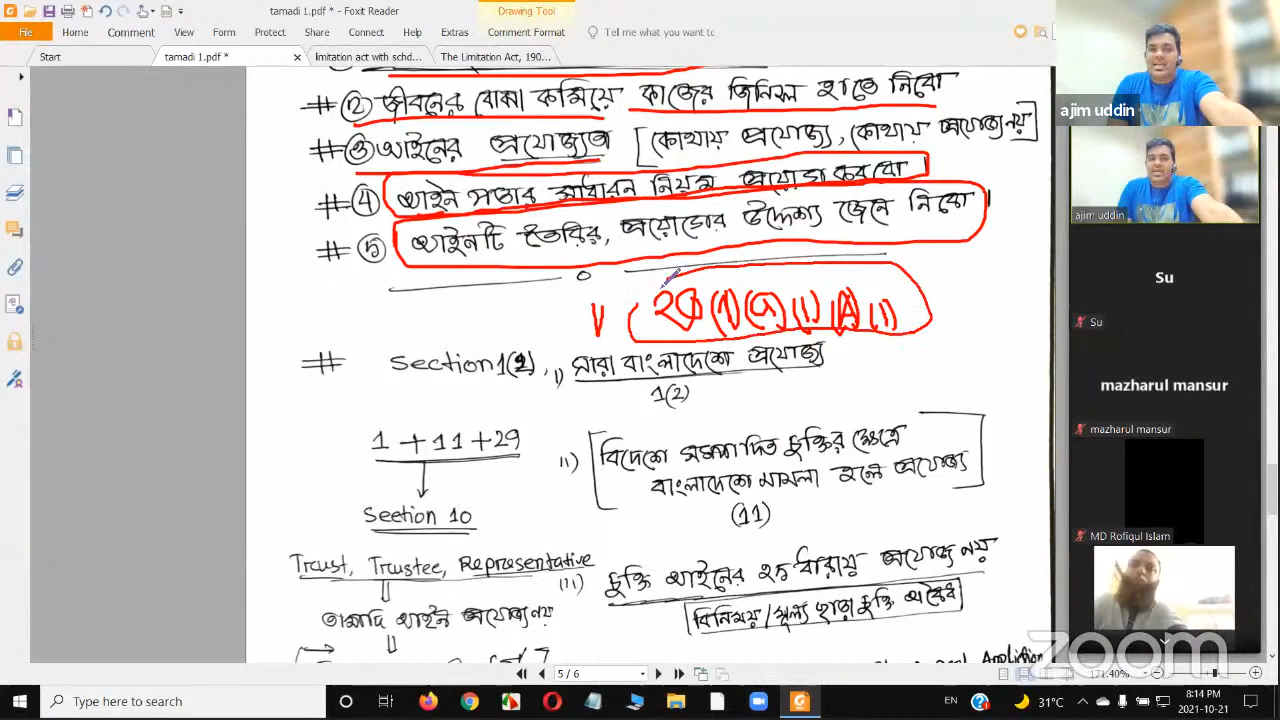 tamadi 1.pdf * - Foxit Reader
Drawing Tool
File Home Comment View Form Protect Share Connect Help Extras Comment Format Tell me what you want to
Start tamadi 1.pdf * limitation act with schd... The Limitation Act, 190...
# ② জীবনের বোঝা কমিয়ে কাজের জিনিস হাতে নিবো
# ③ আইনের প্রযোজ্যতা [কোথায় প্রযোজ্য, কোথায় প্রযোজ্য নয়]
# ④ আইন সভার সাধারন নিয়ম প্রয়োগ করবো।
# ⑤ আইনটি তৈরির, প্রয়োগের উদ্দেশ্য জেনে নিবো।
# Section 1(2), i) সারা বাংলাদেশে প্রযোজ্য
1(2)
1 + 11 + 29
ii) [বিদেশে সম্পাদিত চুক্তির ক্ষেত্রে
বাংলাদেশে মামলা হলে প্রযোজ্য]
(11)
Section 10
Trust, Trustee, Representative
iii) চুক্তি আইনের ২৫ ধারায় প্রযোজ্য নয়
বিনিময়/মূল্য ছাড়া চুক্তি অবৈধ
তামাদি আইন প্রযোজ্য নয়
ajim uddin
ajim uddin
Su
Su
mazharul mansur
mazharul mansur
MD Rofiqul Islam
zoom
5 / 6
171.40%
Type here to search
31°C
ENG
8:14 PM
2021-10-21